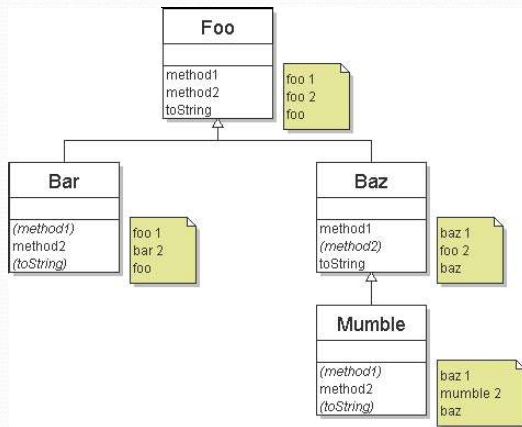 Foo
method1
method2
toString
foo 1
foo 2
foo
Bar
(method1)
method2
(toString)
foo 1
bar 2
foo
Baz
method1
(method2)
toString
baz 1
foo 2
baz
Mumble
(method1)
method2
(toString)
baz 1
mumble 2
baz